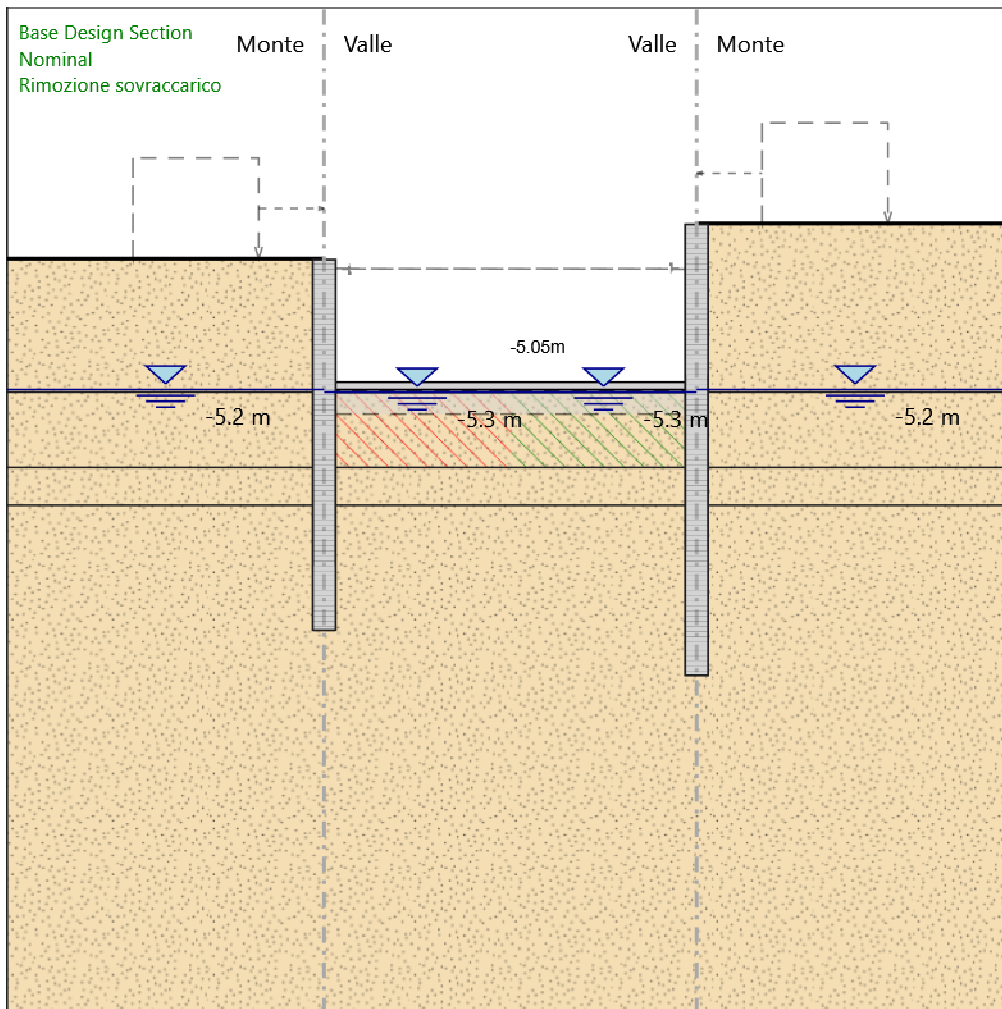 Base Design Section
Nominal
Rimozione sovraccarico
Monte Valle Valle Monte
-5.05m
-5.2 m -5.3 m -5.3 m -5.2 m